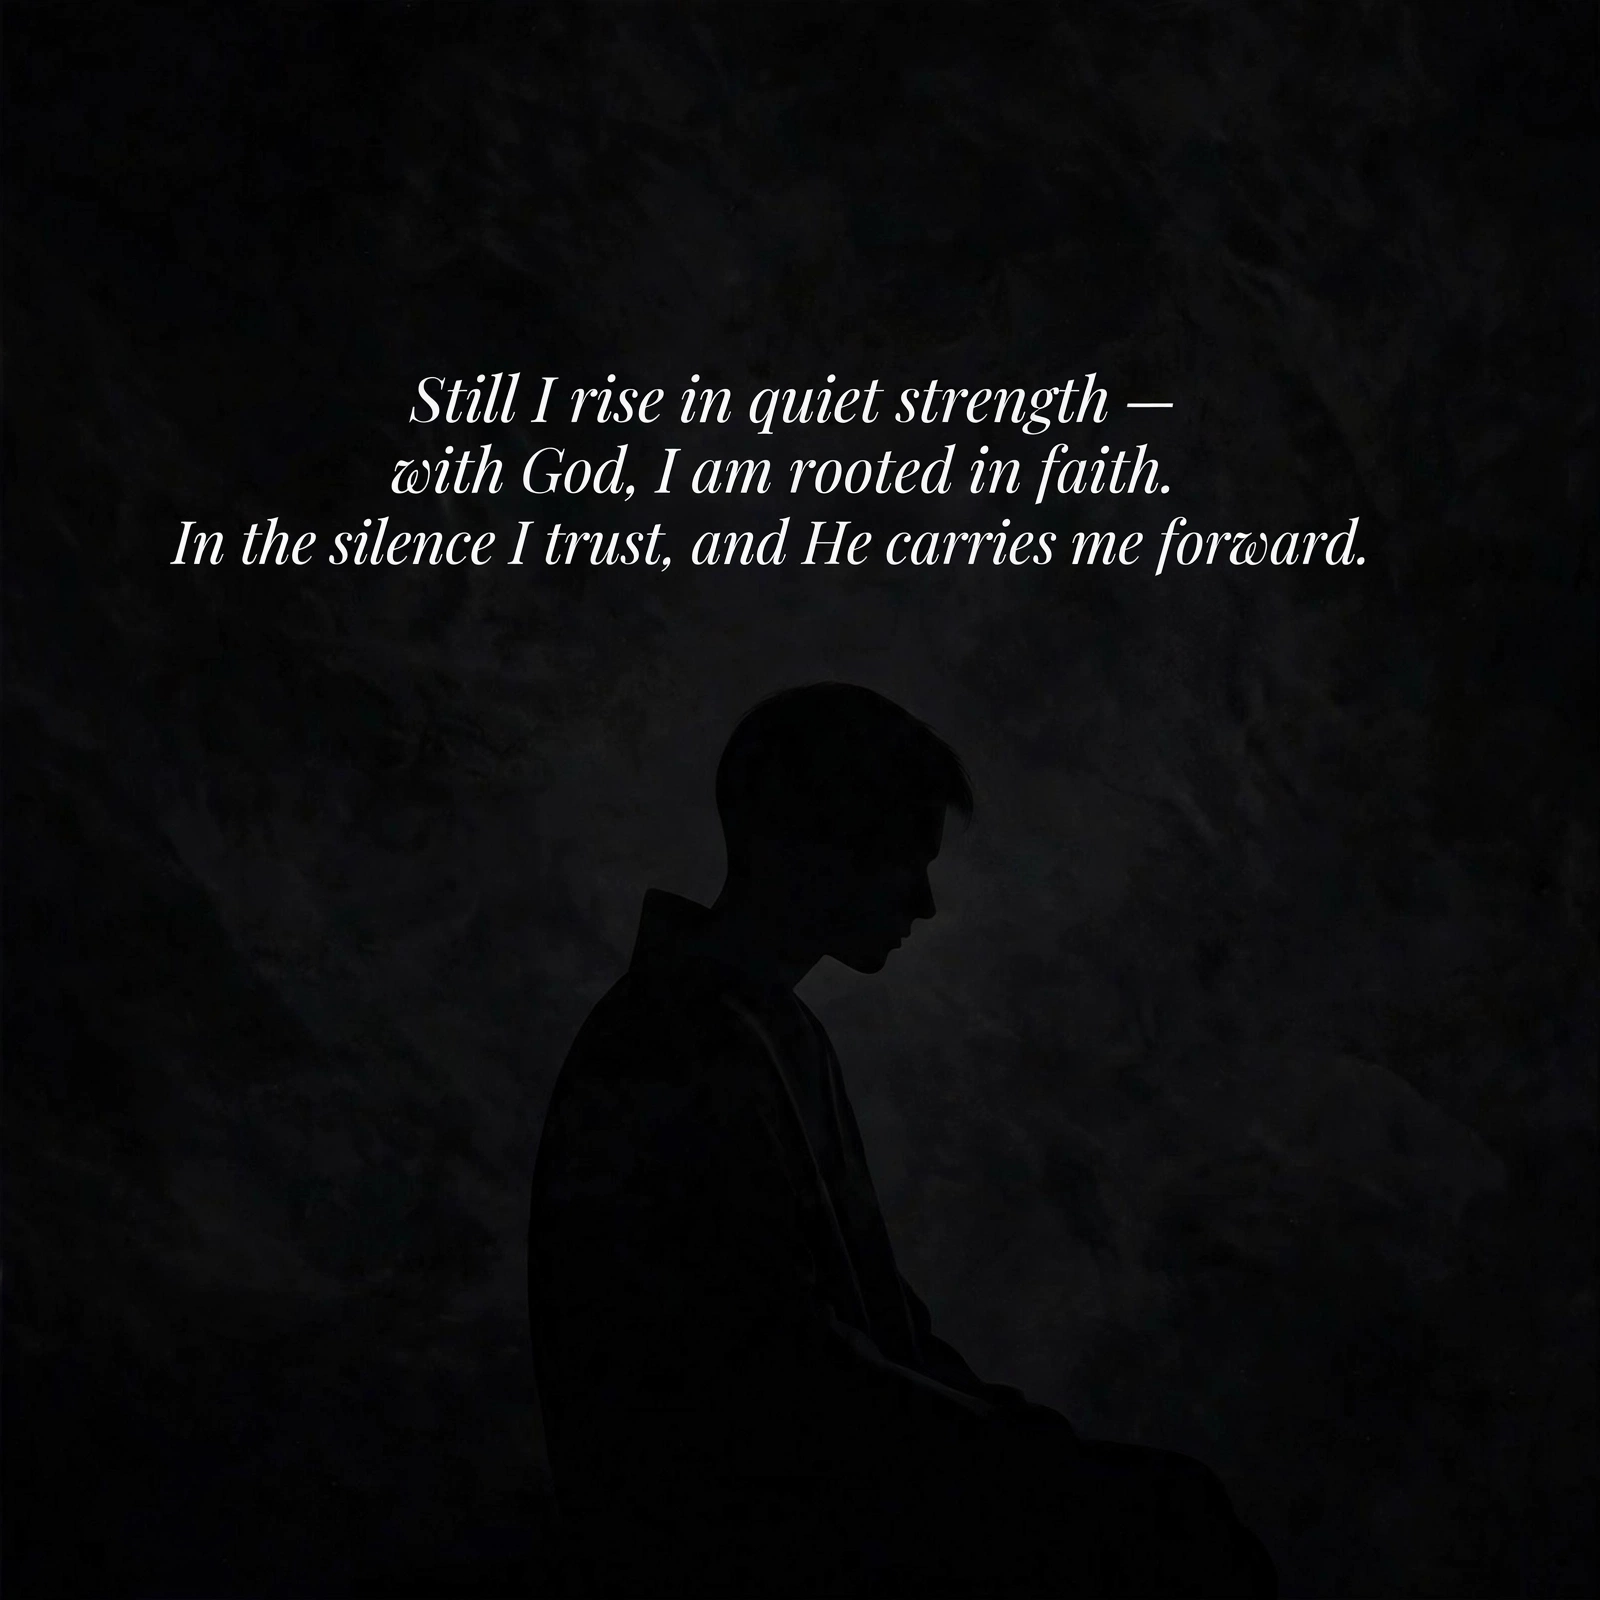 Still I rise in quiet strength —
with God, I am rooted in faith.
In the silence I trust, and He carries me forward.